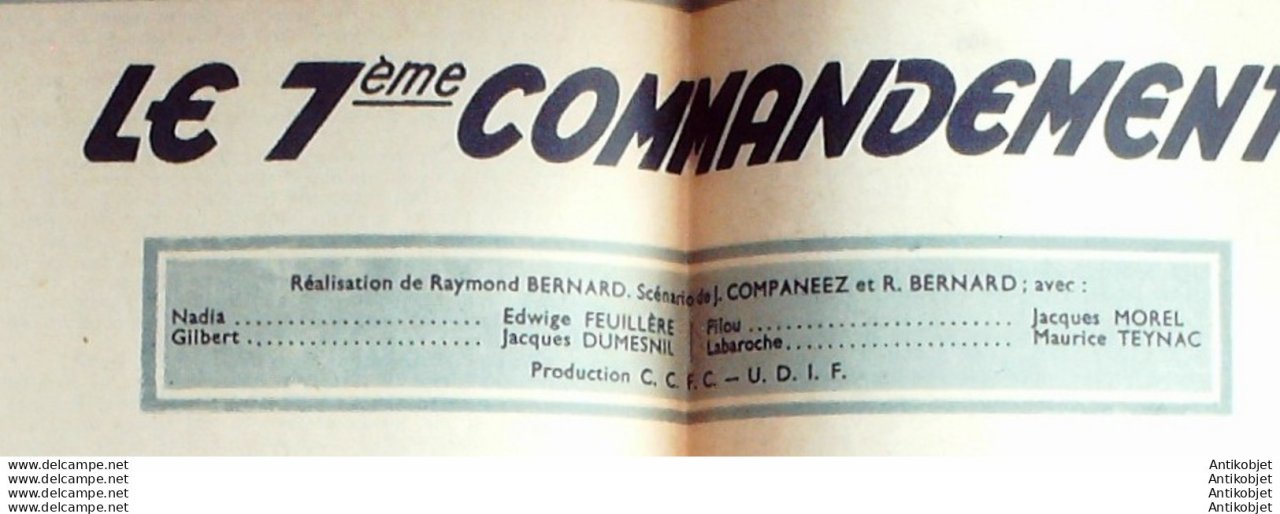 LE 7ème COMMANDEMENT
Réalisation de Raymond BERNARD. Scénario de J. COMPANEEZ et R. BERNARD ; avec :
Nadia ........................ Edwige FEUILLÈRE
Gilbert ........................ Jacques DUMESNIL
Filou ........................ Jacques MOREL
Labaroche ........................ Maurice TEYNAC
Production C. C. F. C. – U. D. I. F.
www.delcampe.net
www.delcampe.net
www.delcampe.net
www.delcampe.net
Antikobjet
Antikobjet
Antikobjet
Antikobjet